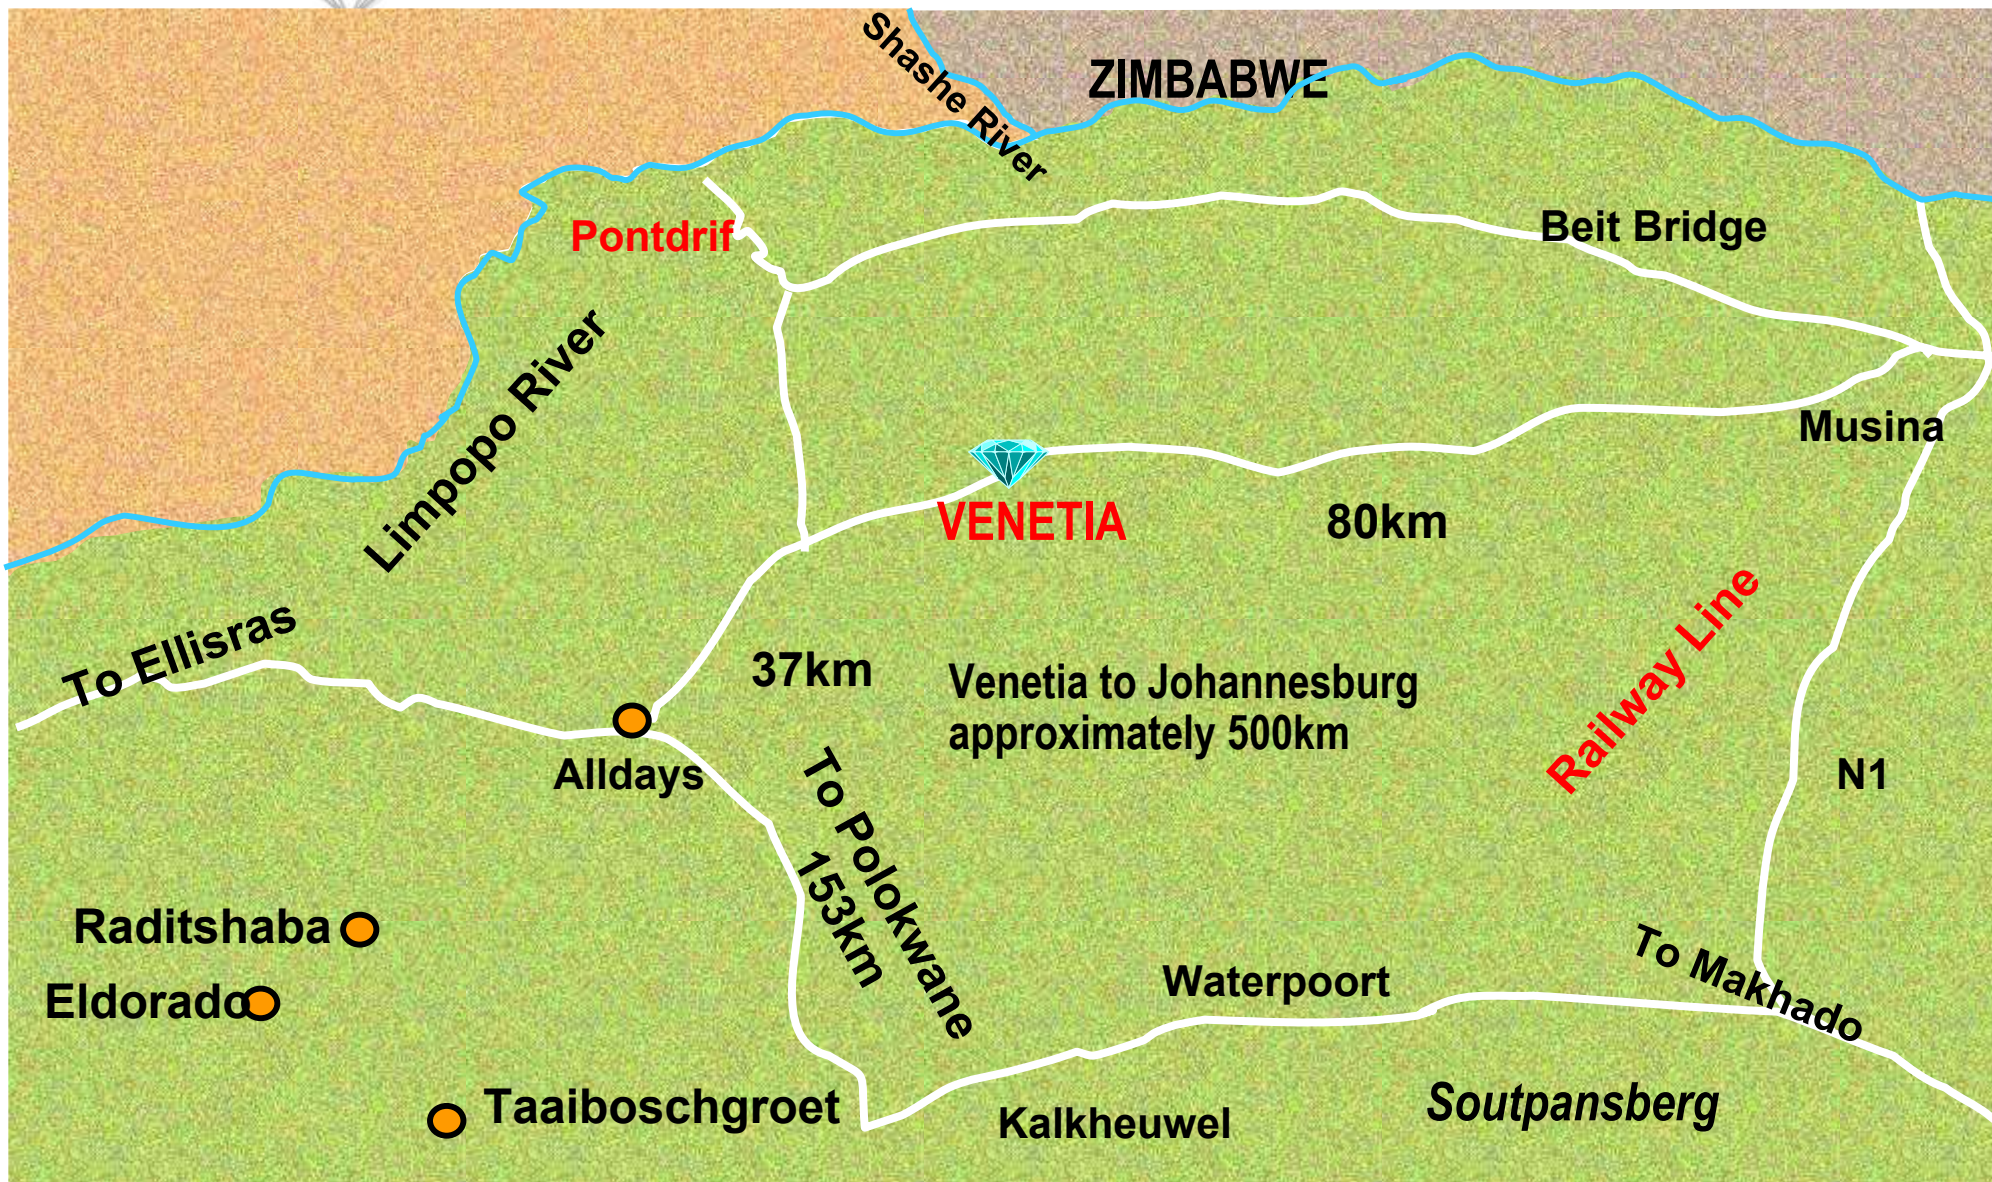 Shashe River
ZIMBABWE
Pontdrif
Beit Bridge
Limpopo River
Musina
VENETIA
80km
To Ellisras
37km
Venetia to Johannesburg
approximately 500km
Railway Line
Alldays
N1
To Polokwane
153km
Raditshaba
Eldorado
Waterpoort
To Makhado
Taaiboschgroet
Kalkheuwel
Soutpansberg